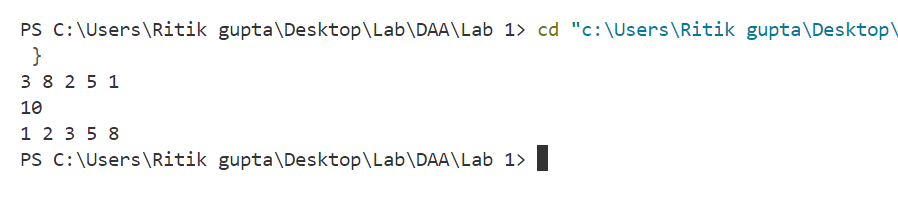 PS C:\Users\Ritik gupta\Desktop\Lab\DAA\Lab 1> cd "c:\Users\Ritik gupta\Desktop\
}
3 8 2 5 1
10
1 2 3 5 8
PS C:\Users\Ritik gupta\Desktop\Lab\DAA\Lab 1>